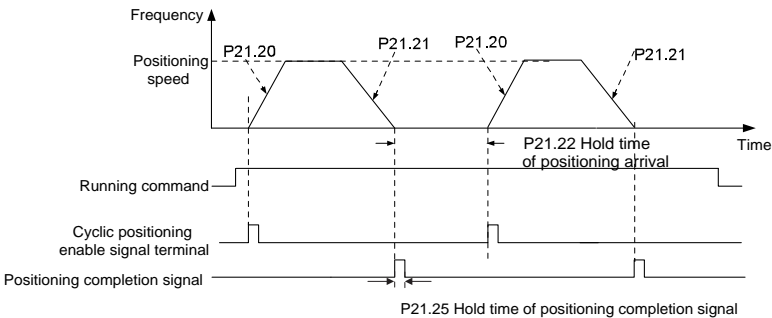 Frequency
P21.20
P21.21
P21.20
P21.21
Positioning
speed
Time
P21.22 Hold time
of positioning arrival
Running command
Cyclic positioning
enable signal terminal
Positioning completion signal
P21.25 Hold time of positioning completion signal